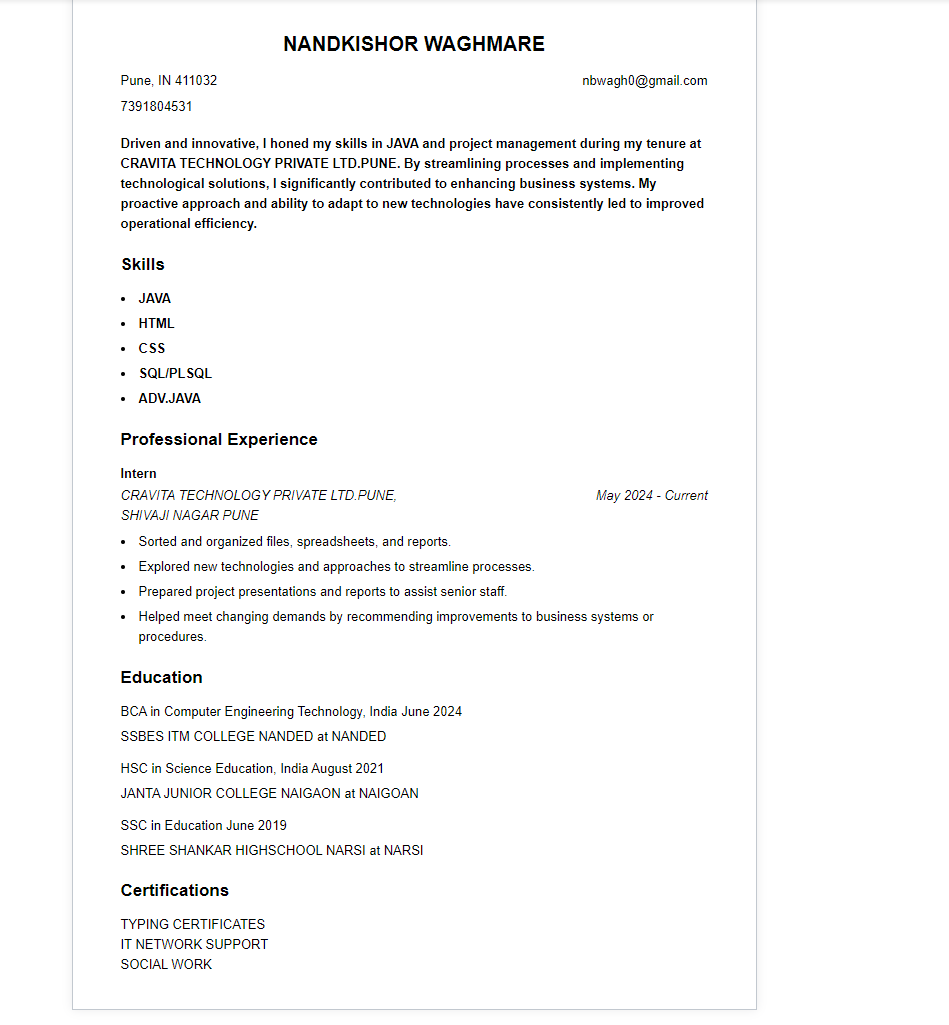 NANDKISHOR WAGHMARE
Pune, IN 411032 nbwagh0@gmail.com
7391804531
Driven and innovative, I honed my skills in JAVA and project management during my tenure at
CRAVITA TECHNOLOGY PRIVATE LTD.PUNE. By streamlining processes and implementing
technological solutions, I significantly contributed to enhancing business systems. My
proactive approach and ability to adapt to new technologies have consistently led to improved
operational efficiency.
Skills
• JAVA
• HTML
• CSS
• SQL/PLSQL
• ADV.JAVA
Professional Experience
Intern
CRAVITA TECHNOLOGY PRIVATE LTD.PUNE, May 2024 - Current
SHIVAJI NAGAR PUNE
• Sorted and organized files, spreadsheets, and reports.
• Explored new technologies and approaches to streamline processes.
• Prepared project presentations and reports to assist senior staff.
• Helped meet changing demands by recommending improvements to business systems or
procedures.
Education
BCA in Computer Engineering Technology, India June 2024
SSBES ITM COLLEGE NANDED at NANDED
HSC in Science Education, India August 2021
JANTA JUNIOR COLLEGE NAIGAON at NAIGOAN
SSC in Education June 2019
SHREE SHANKAR HIGHSCHOOL NARSI at NARSI
Certifications
TYPING CERTIFICATES
IT NETWORK SUPPORT
SOCIAL WORK